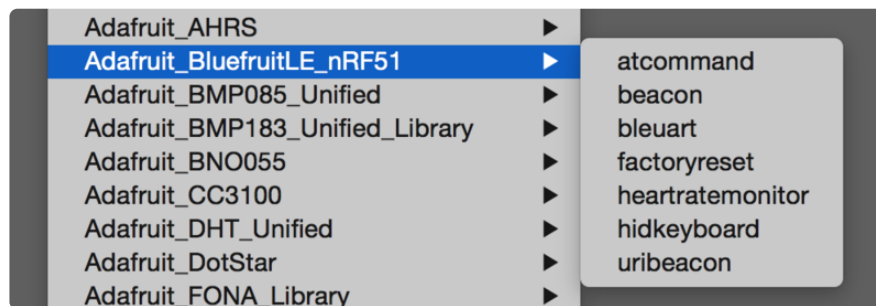 Adafruit_AHRS
Adafruit_BluefruitLE_nRF51
Adafruit_BMP085_Unified
Adafruit_BMP183_Unified_Library
Adafruit_BNO055
Adafruit_CC3100
Adafruit_DHT_Unified
Adafruit_DotStar
Adafruit_FONA_Library
atcommand
beacon
bleuart
factoryreset
heartratemonitor
hidkeyboard
uribeacon